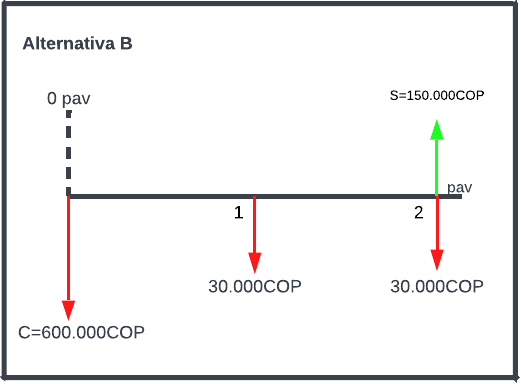 Alternativa B
0 pav
S=150.000COP
pav
1
2
30.000COP
30.000COP
C=600.000COP